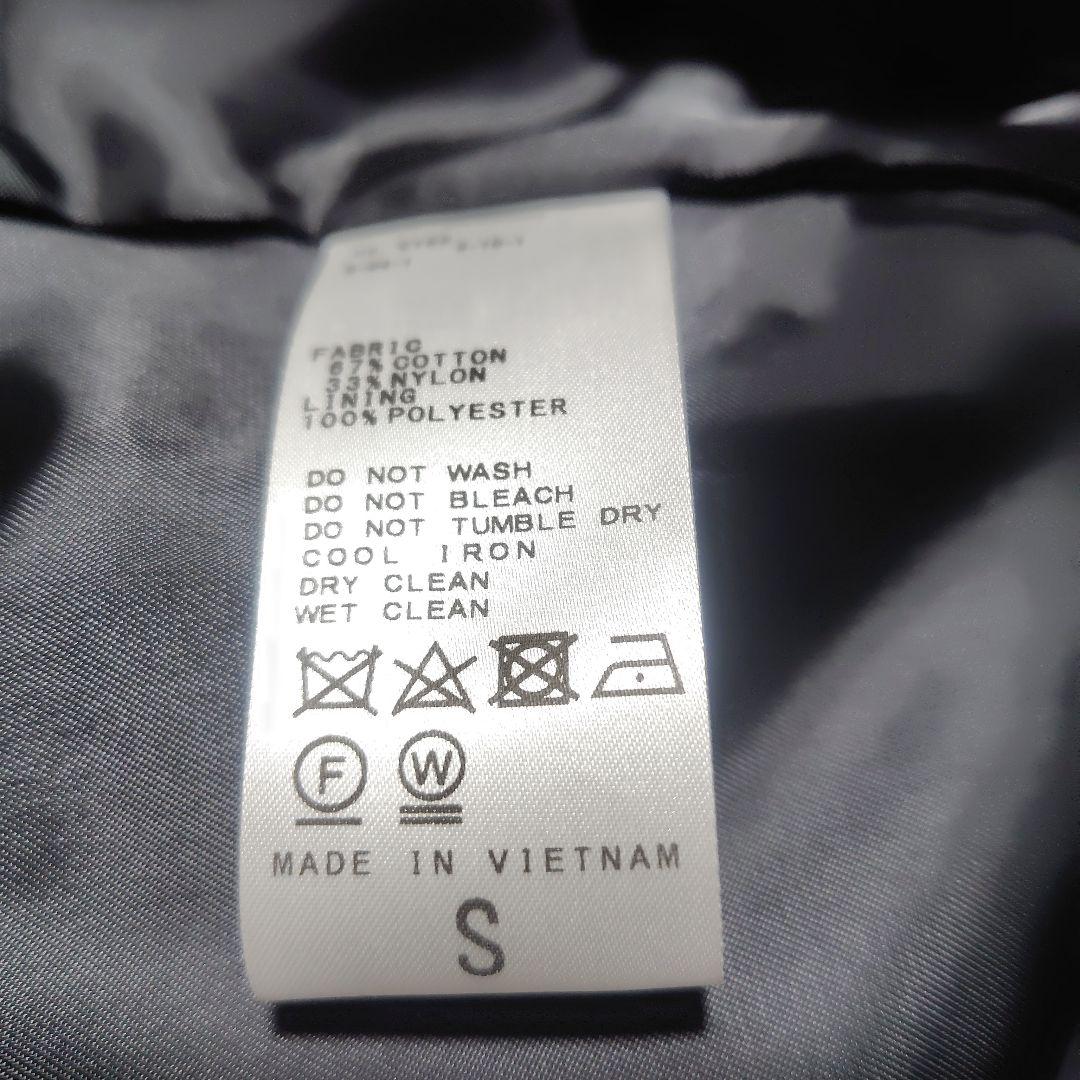 FABRIC
67% COTTON
33% NYLON
LINING
100% POLYESTER
DO NOT WASH
DO NOT BLEACH
DO NOT TUMBLE DRY
COOL IRON
DRY CLEAN
WET CLEAN
F W
MADE IN VIETNAM
S